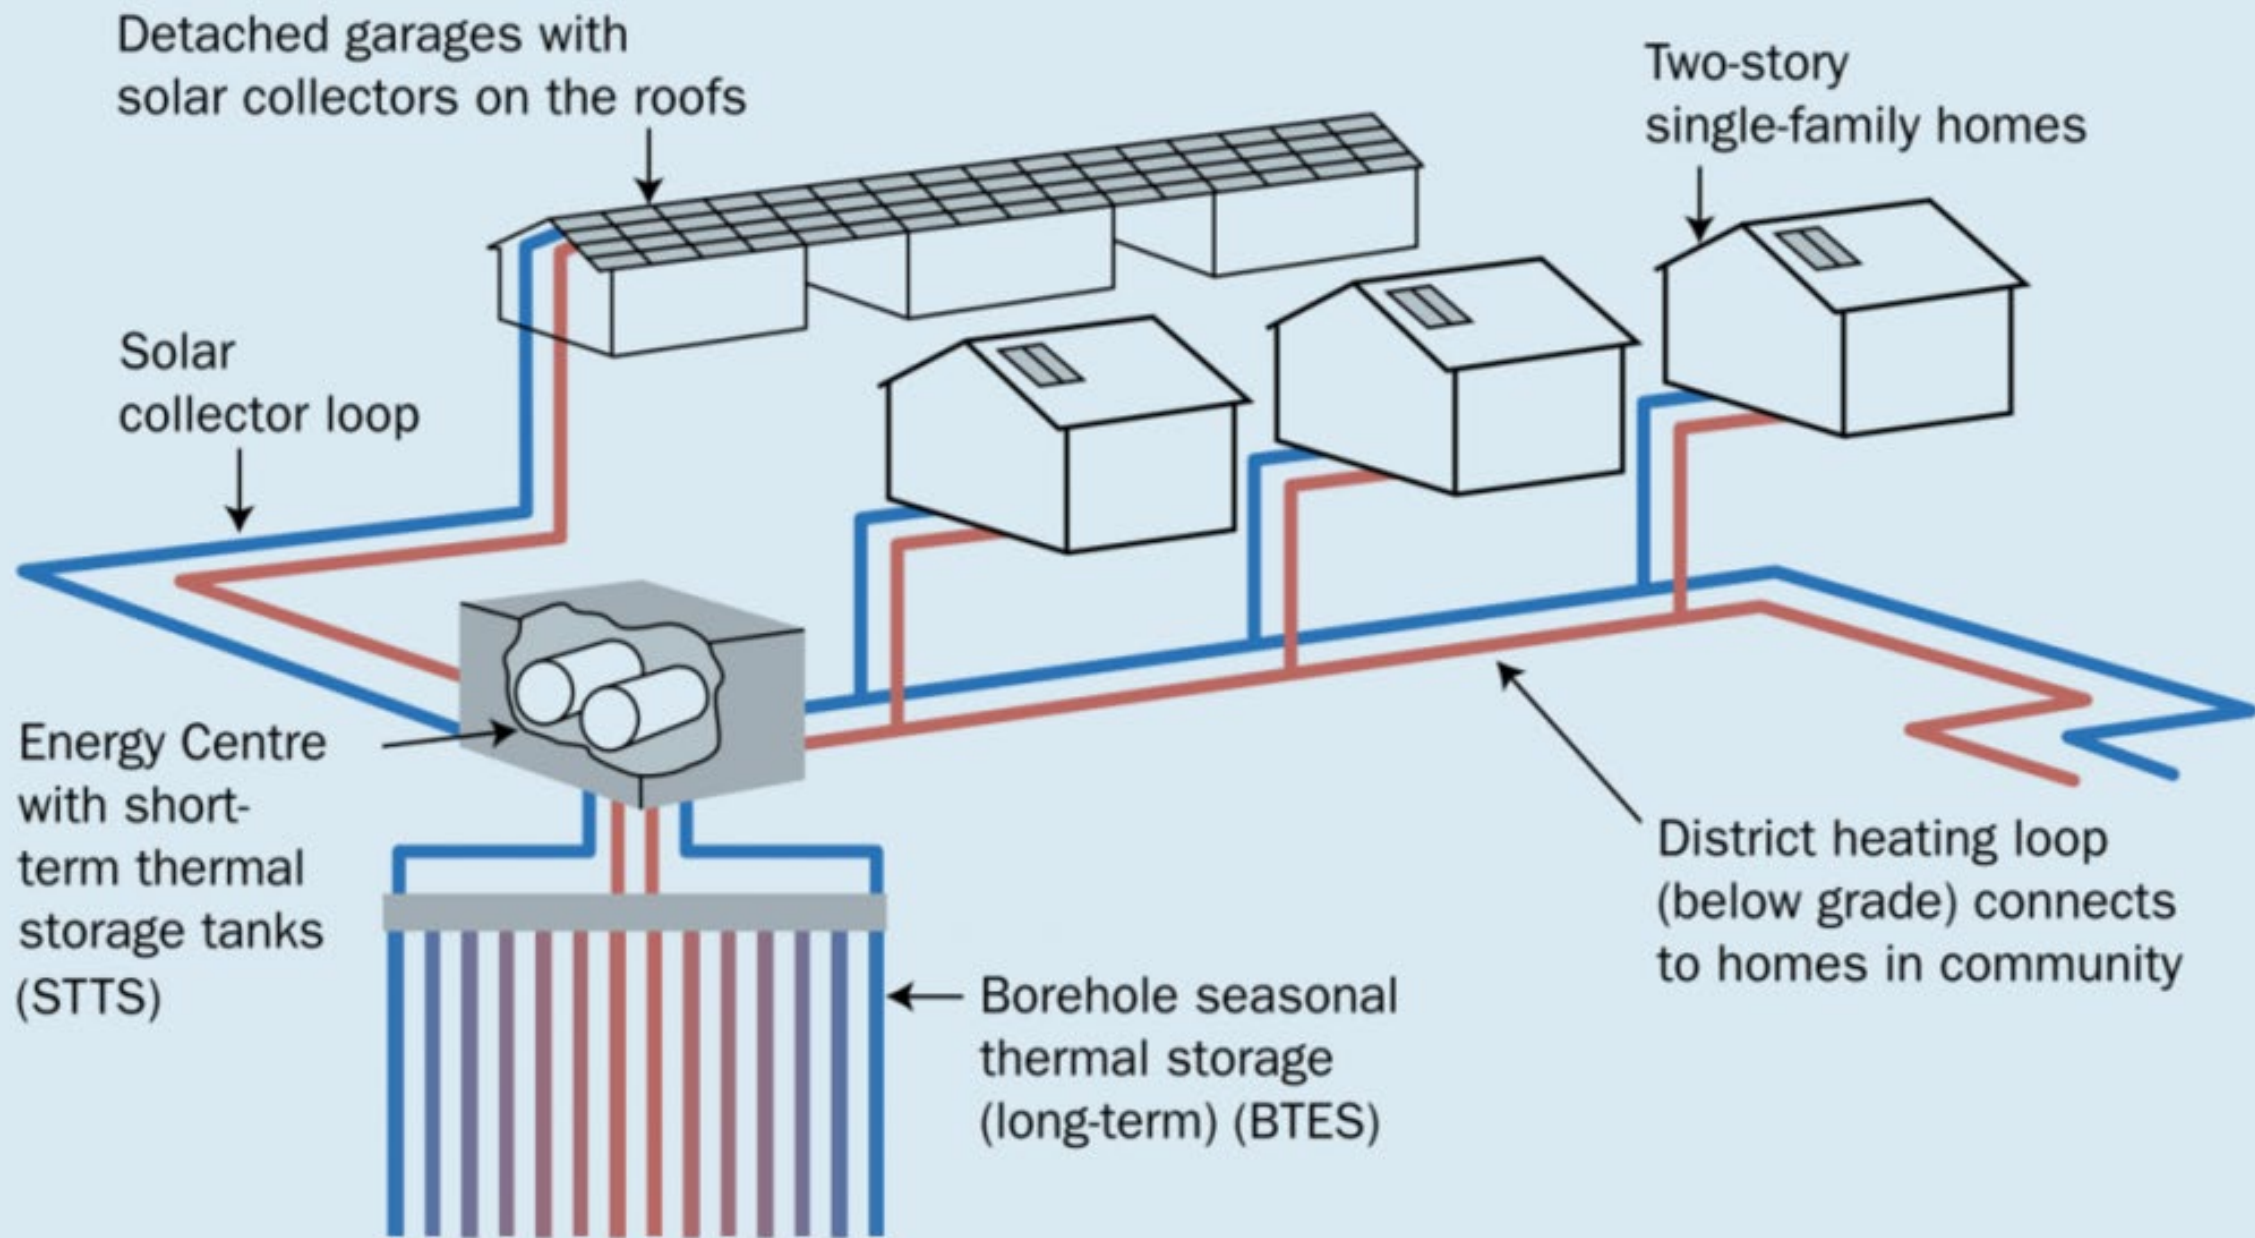 Detached garages with
solar collectors on the roofs
Two-story
single-family homes
Solar
collector loop
Energy Centre
with short-
term thermal
storage tanks
(STTS)
District heating loop
(below grade) connects
to homes in community
Borehole seasonal
thermal storage
(long-term) (BTES)